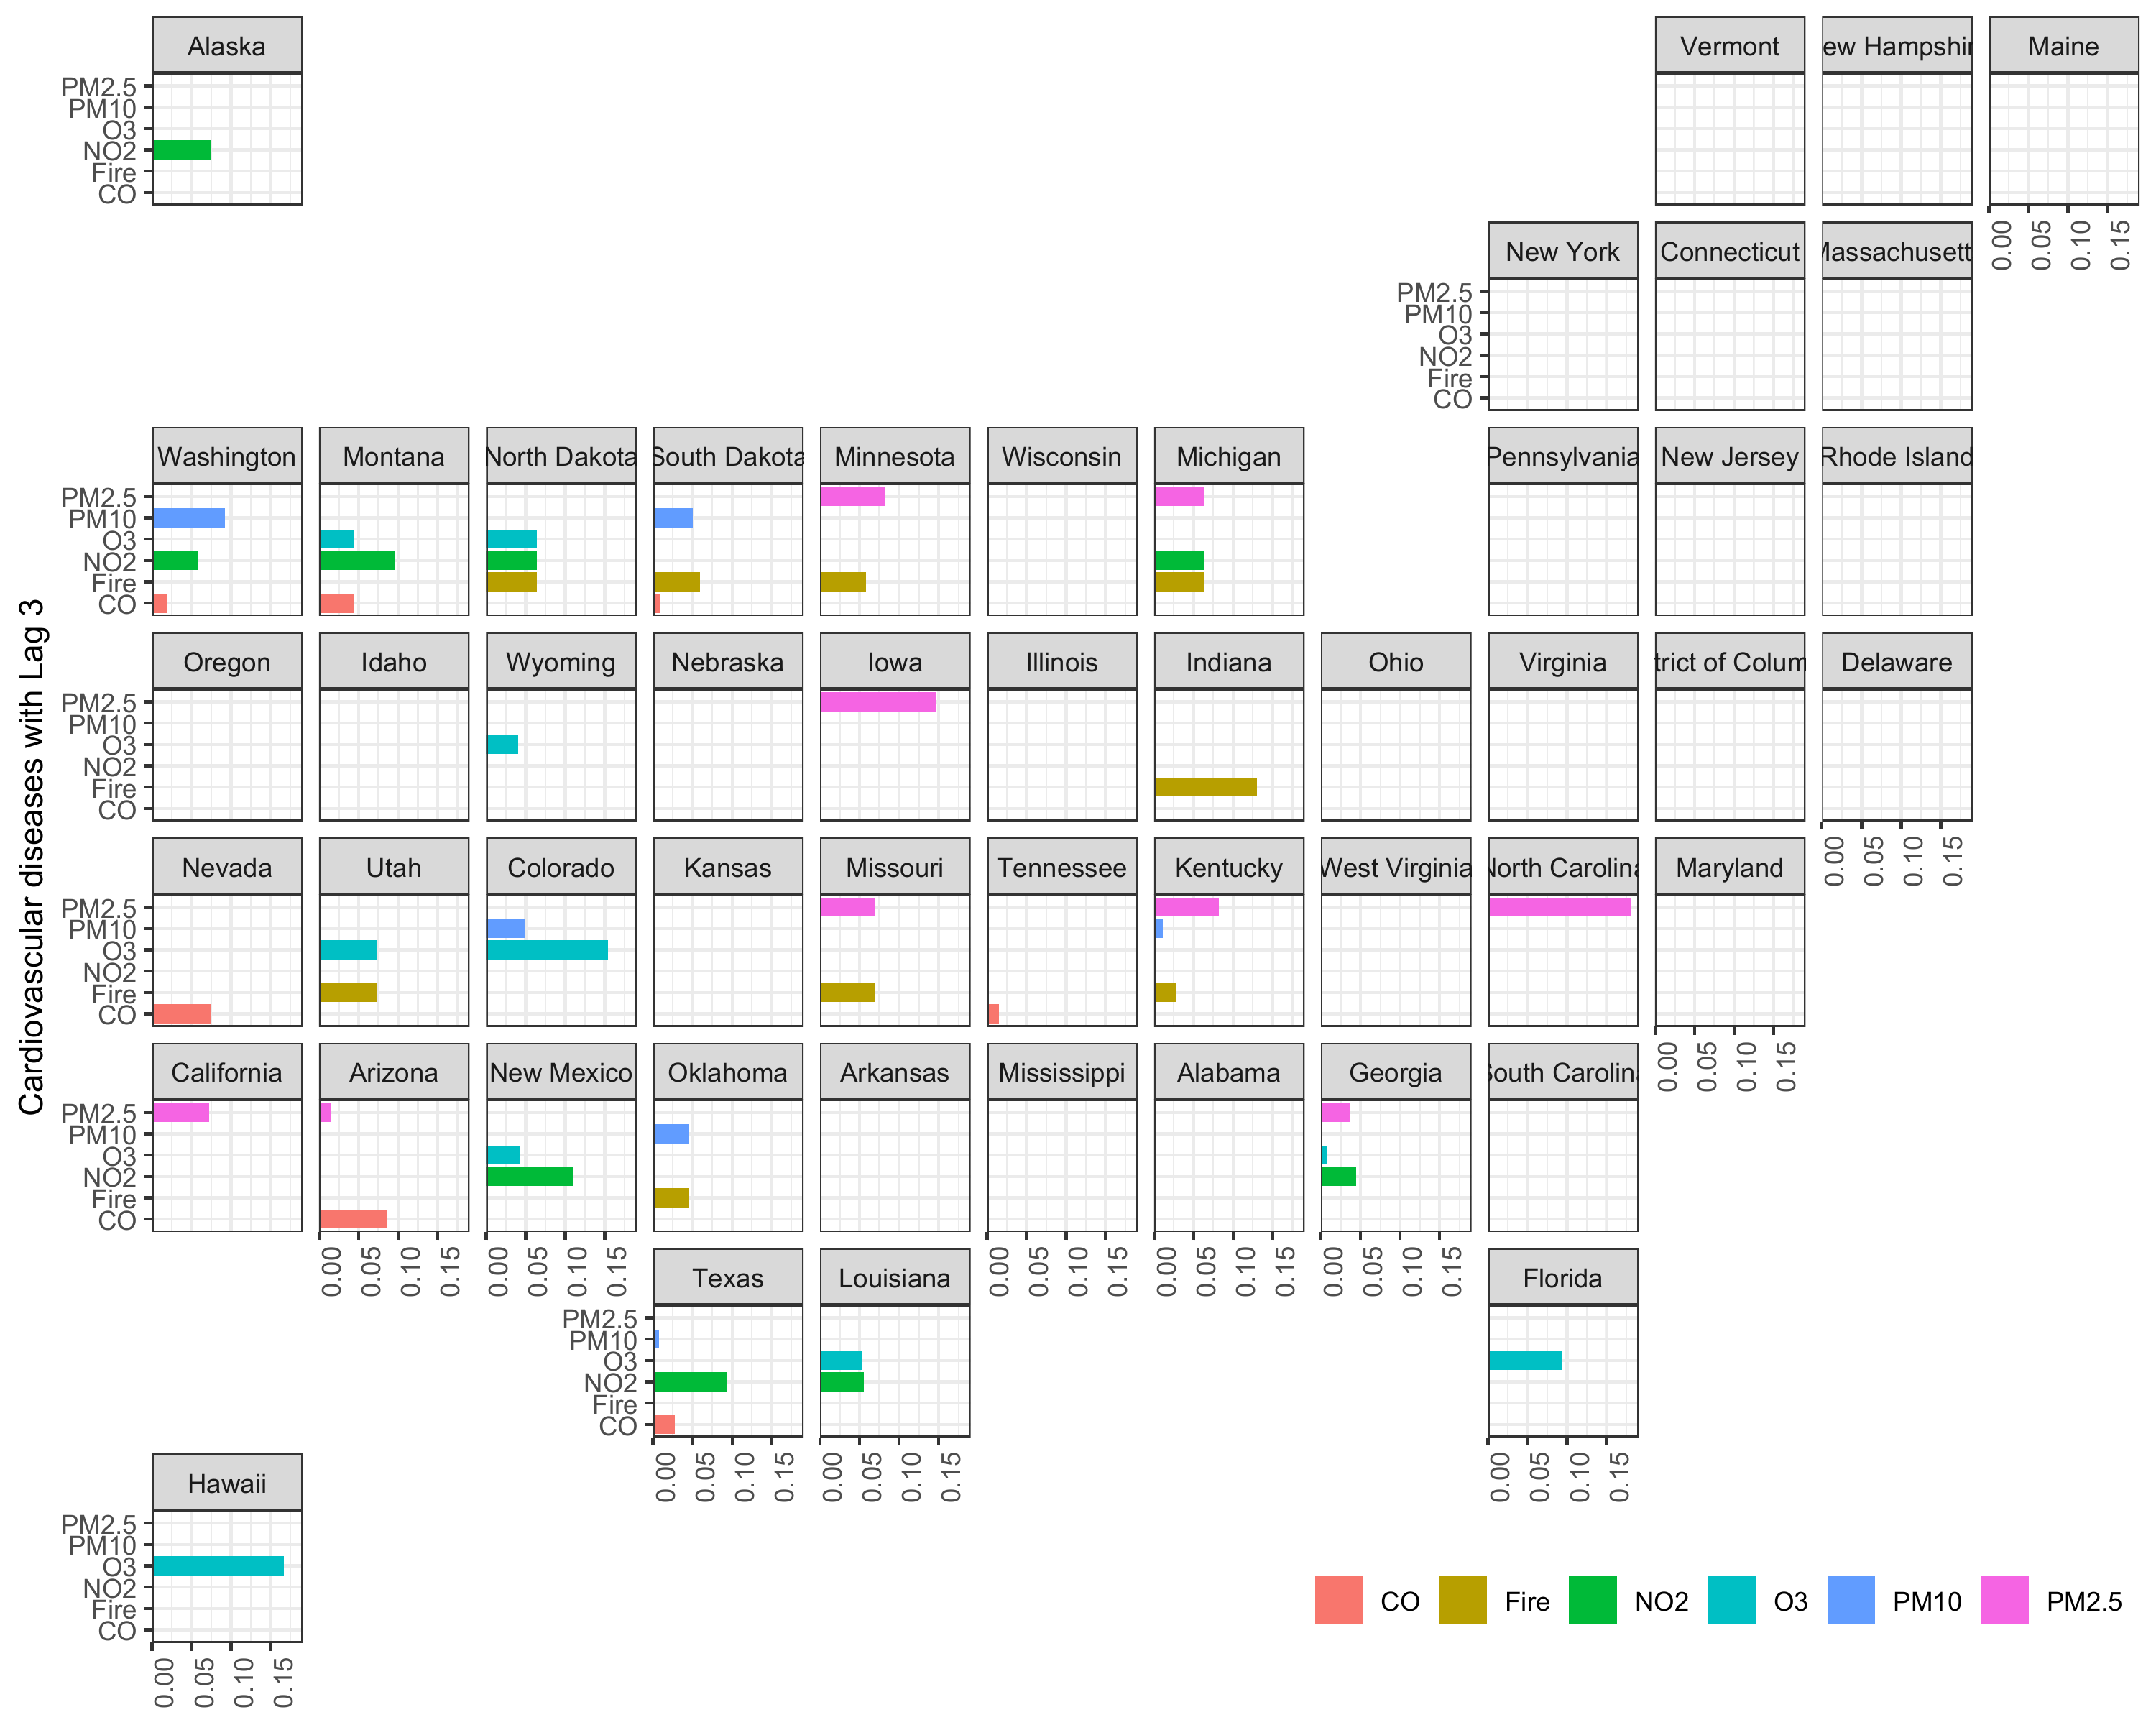 Cardiovascular diseases with Lag 3
Alaska
Vermont
ew Hampshir
Maine
PM2.5
PM10
O3
NO2
Fire
CO
0.00
0.05
0.10
0.15
New York
Connecticut
Massachusett
PM2.5
PM10
O3
NO2
Fire
CO
Washington
Montana
North Dakota
South Dakota
Minnesota
Wisconsin
Michigan
Pennsylvania
New Jersey
Rhode Island
PM2.5
PM10
O3
NO2
Fire
CO
Oregon
Idaho
Wyoming
Nebraska
Iowa
Illinois
Indiana
Ohio
Virginia
trict of Colum
Delaware
PM2.5
PM10
O3
NO2
Fire
CO
0.00
0.05
0.10
0.15
Nevada
Utah
Colorado
Kansas
Missouri
Tennessee
Kentucky
West Virginia
North Carolina
Maryland
PM2.5
PM10
O3
NO2
Fire
CO
0.00
0.05
0.10
0.15
California
Arizona
New Mexico
Oklahoma
Arkansas
Mississippi
Alabama
Georgia
South Carolina
PM2.5
PM10
O3
NO2
Fire
CO
0.00
0.05
0.10
0.15
0.00
0.05
0.10
0.15
0.00
0.05
0.10
0.15
0.00
0.05
0.10
0.15
0.00
0.05
0.10
0.15
Texas
Louisiana
Florida
PM2.5
PM10
O3
NO2
Fire
CO
0.00
0.05
0.10
0.15
0.00
0.05
0.10
0.15
0.00
0.05
0.10
0.15
Hawaii
PM2.5
PM10
O3
NO2
Fire
CO
0.00
0.05
0.10
0.15
CO
Fire
NO2
O3
PM10
PM2.5